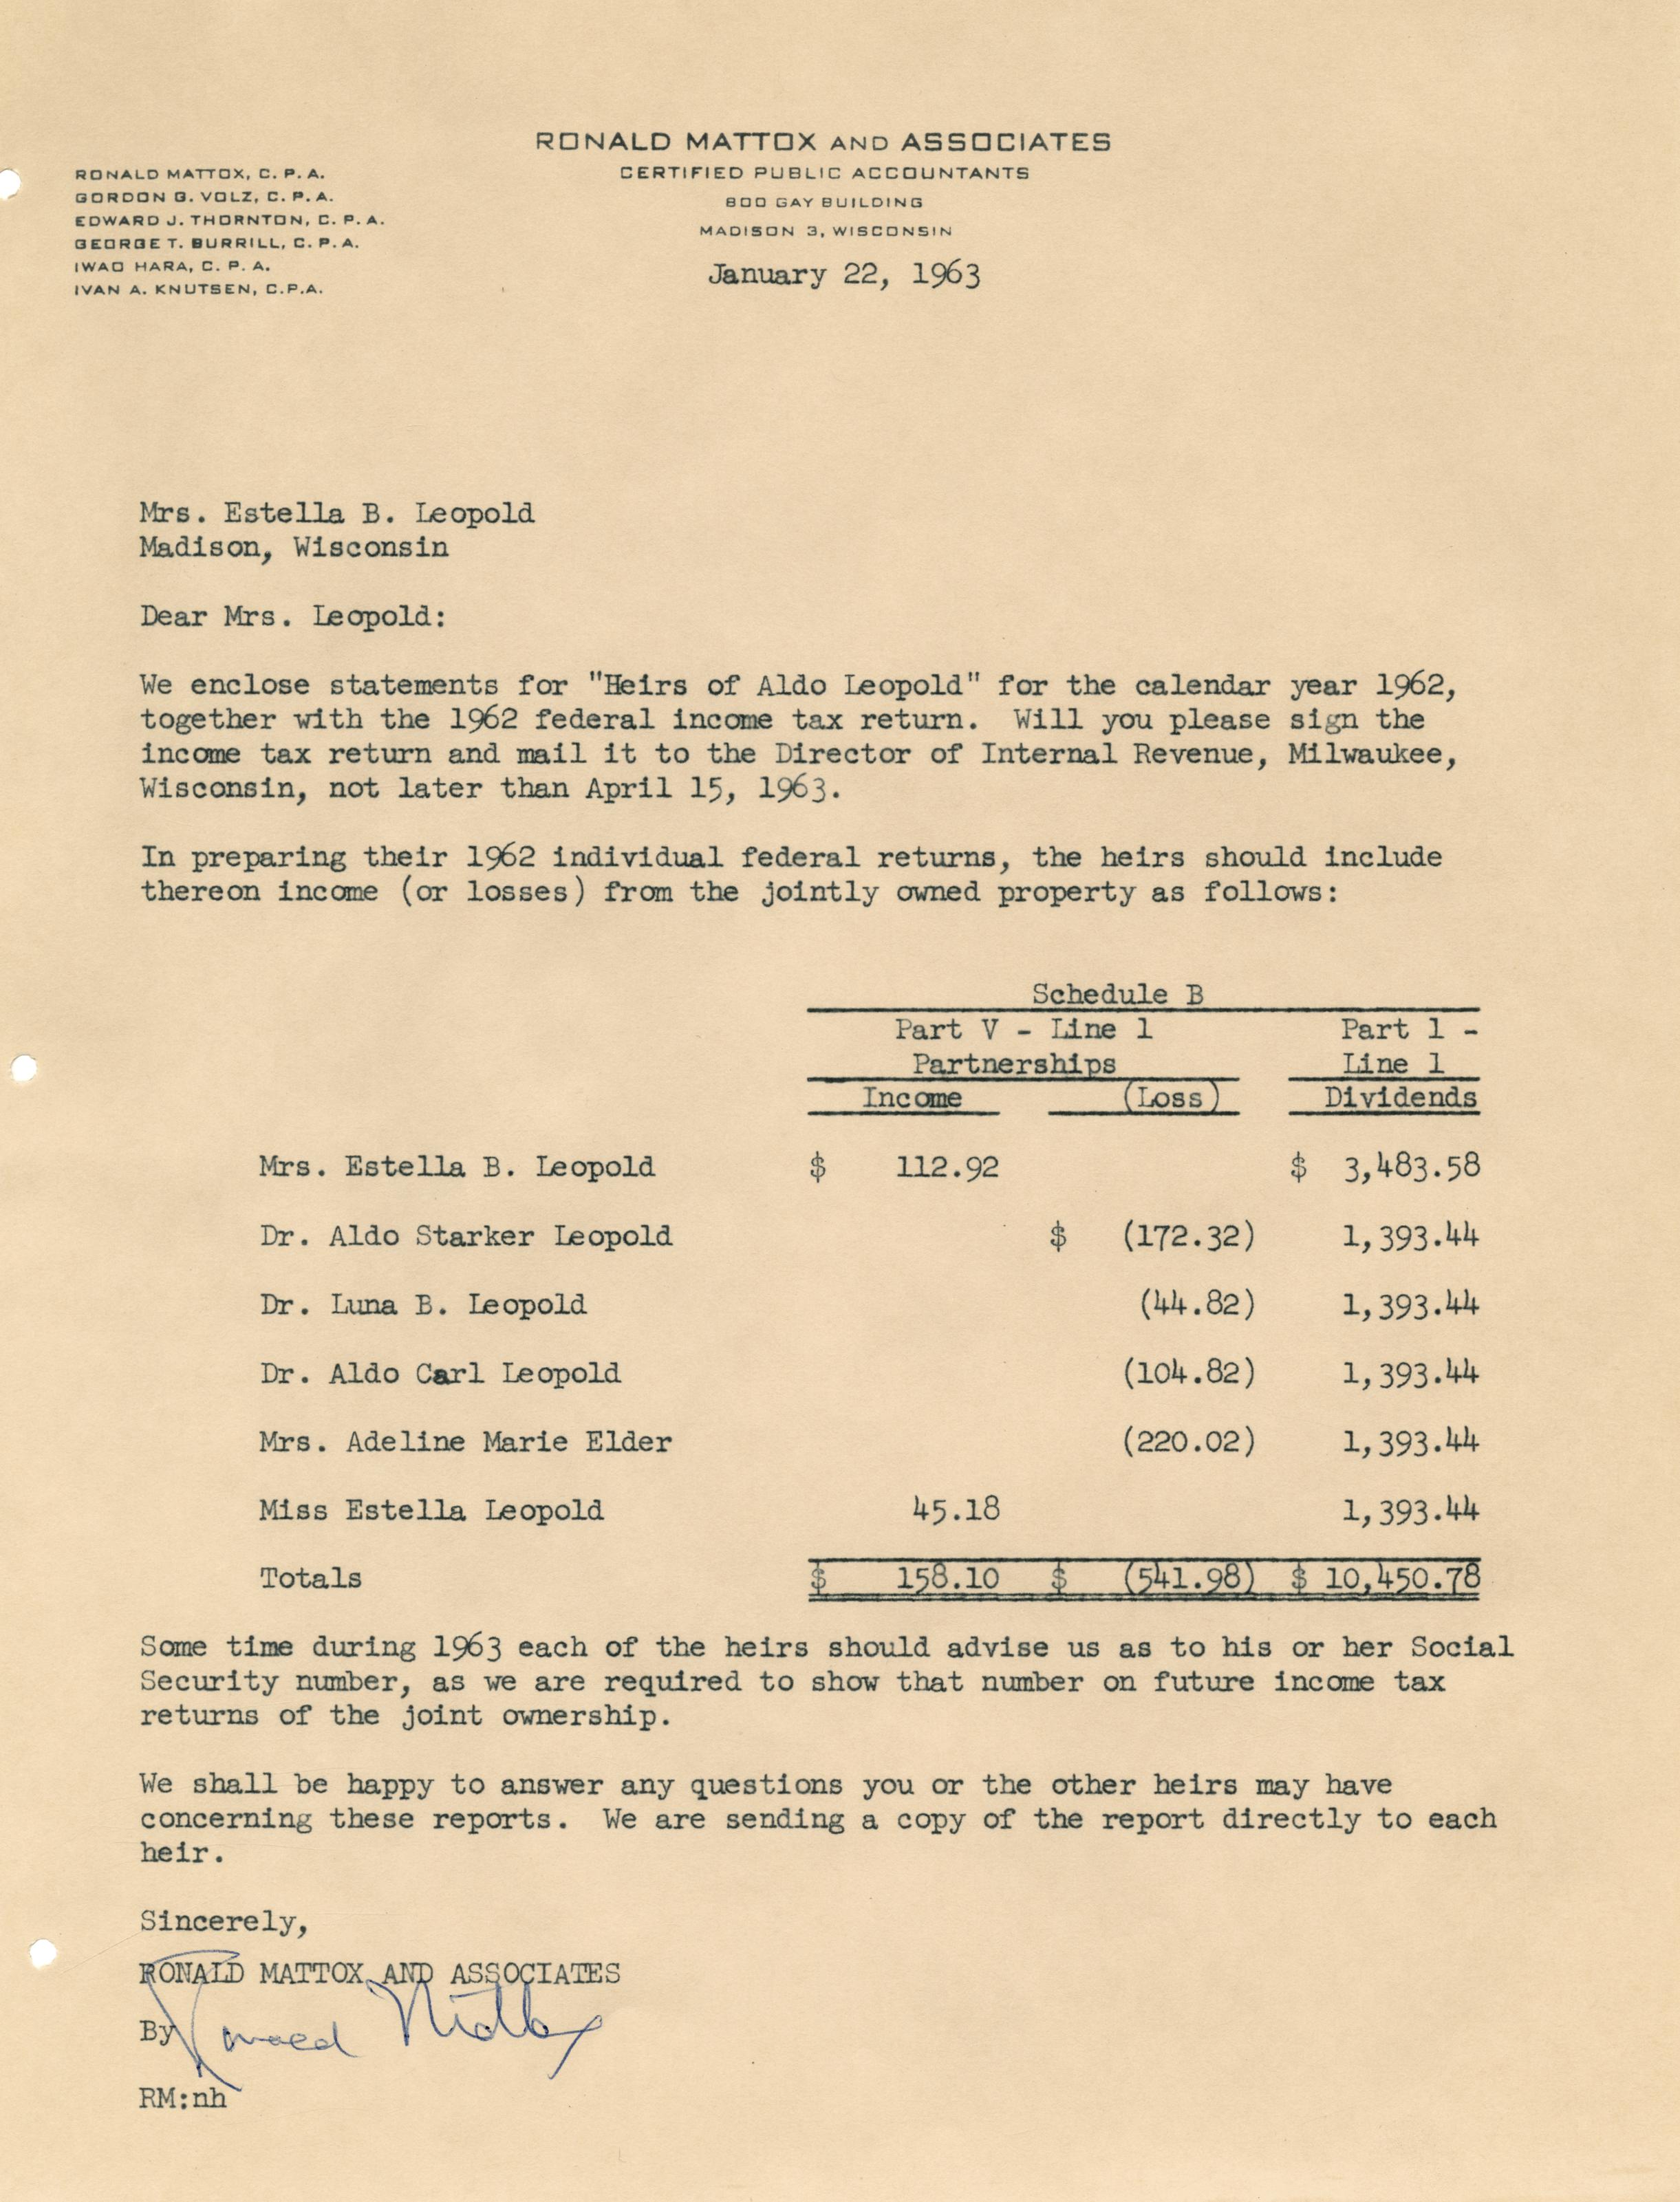 RONALD MATTOX AND ASSOCIATES
CERTIFIED PUBLIC ACCOUNTANTS
800 GAY BUILDING
MADISON 3, WISCONSIN
RONALD MATTOX, C. P. A.
GORDON G. VOLZ, C. P. A.
EDWARD J. THORNTON, C. P. A.
GEORGE T. BURRILL, C. P. A.
IWAO HARA, C. P. A.
IVAN A. KNUTSEN, C.P.A.
January 22, 1963
Mrs. Estella B. Leopold
Madison, Wisconsin
Dear Mrs. Leopold:
We enclose statements for "Heirs of Aldo Leopold" for the calendar year 1962,
together with the 1962 federal income tax return. Will you please sign the
income tax return and mail it to the Director of Internal Revenue, Milwaukee,
Wisconsin, not later than April 15, 1963.
In preparing their 1962 individual federal returns, the heirs should include
thereon income (or losses) from the jointly owned property as follows:
Schedule B
Part V - Line 1 Part 1 -
Partnerships Line 1
Income (Loss) Dividends
Mrs. Estella B. Leopold $ 112.92 $ 3,483.58
Dr. Aldo Starker Leopold $ (172.32) 1,393.44
Dr. Luna B. Leopold (44.82) 1,393.44
Dr. Aldo Carl Leopold (104.82) 1,393.44
Mrs. Adeline Marie Elder (220.02) 1,393.44
Miss Estella Leopold 45.18 1,393.44
Totals $ 158.10 $ (541.98) $ 10,450.78
Some time during 1963 each of the heirs should advise us as to his or her Social
Security number, as we are required to show that number on future income tax
returns of the joint ownership.
We shall be happy to answer any questions you or the other heirs may have
concerning these reports. We are sending a copy of the report directly to each
heir.
Sincerely,
RONALD MATTOX AND ASSOCIATES
By Ronald Mattox
RM:nh